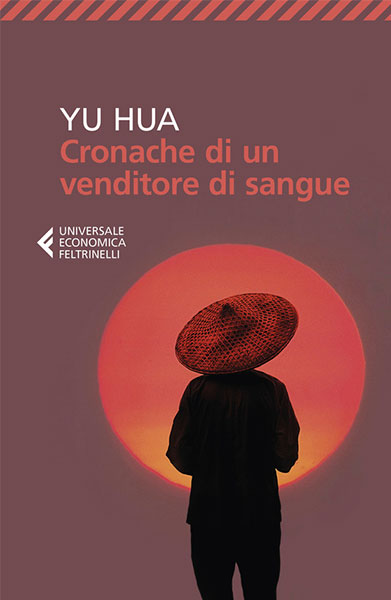 YU HUA
Cronache di un
venditore di sangue
UNIVERSALE
ECONOMICA
FELTRINELLI